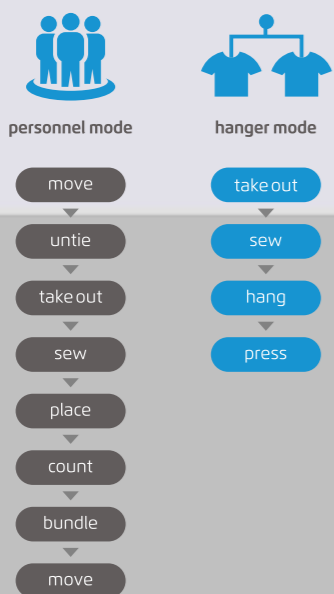 personnel mode
hanger mode
move
untie
take out
sew
place
count
bundle
move
take out
sew
hang
press